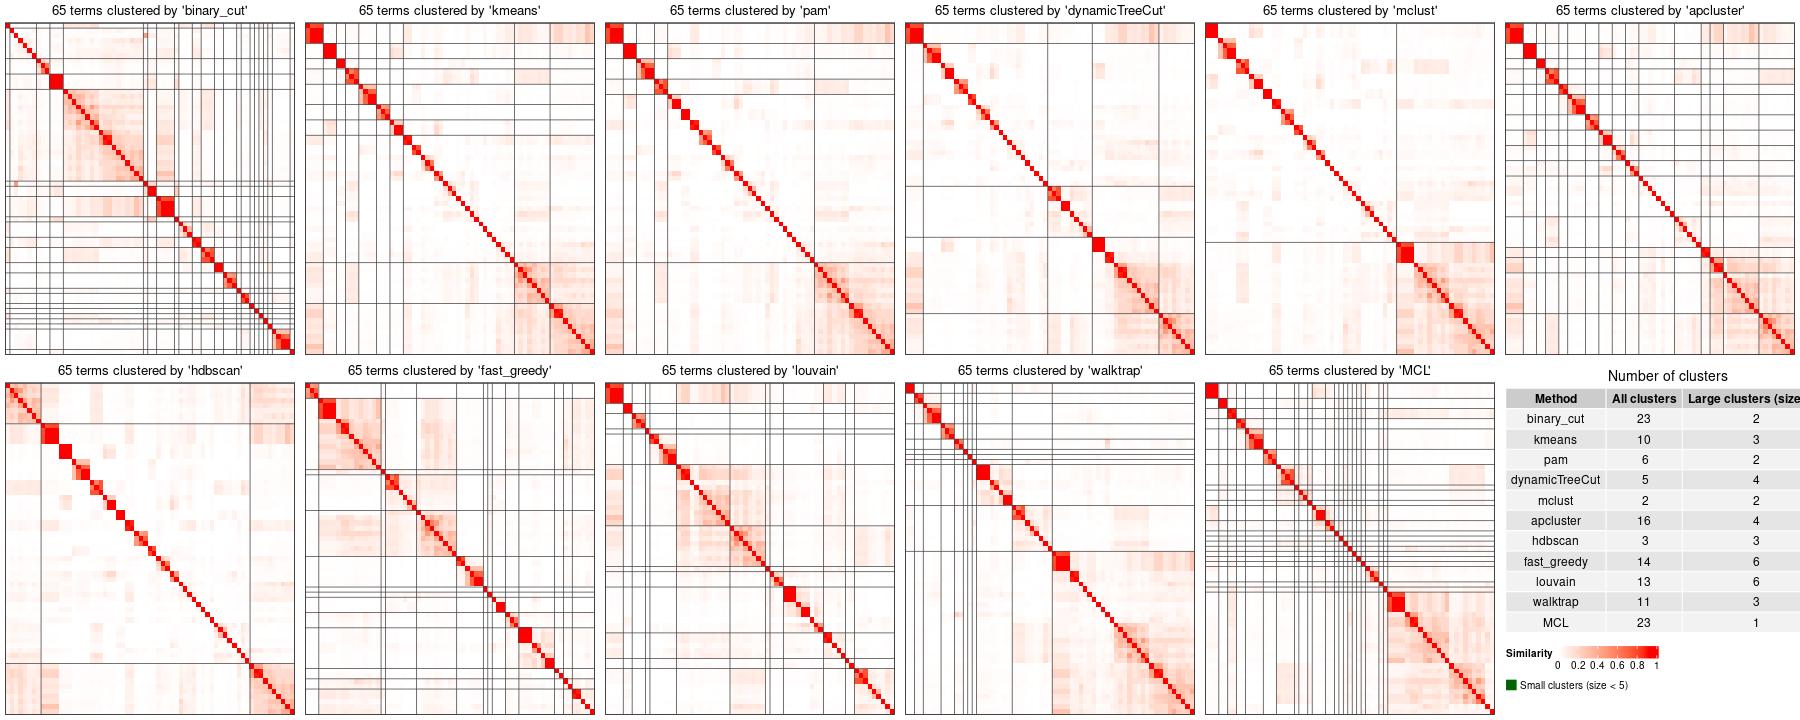 65 terms clustered by 'binary_cut'
65 terms clustered by 'kmeans'
65 terms clustered by 'pam'
65 terms clustered by 'dynamicTreeCut'
65 terms clustered by 'mclust'
65 terms clustered by 'apcluster'
65 terms clustered by 'hdbscan'
65 terms clustered by 'fast_greedy'
65 terms clustered by 'louvain'
65 terms clustered by 'walktrap'
65 terms clustered by 'MCL'
Number of clusters
Method All clusters Large clusters (size
binary_cut 23 2
kmeans 10 3
pam 6 2
dynamicTreeCut 5 4
mclust 2 2
apcluster 16 4
hdbscan 3 3
fast_greedy 14 6
louvain 13 6
walktrap 11 3
MCL 23 1
Similarity
0 0.2 0.4 0.6 0.8 1
Small clusters (size < 5)